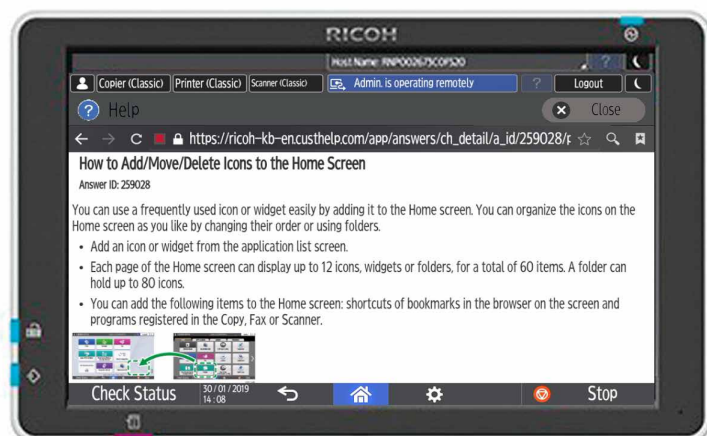 RICOH
Host Name: RNP002673C0F520
?
Copier (Classic) Printer (Classic) Scanner (Classic) Admin. is operating remotely ? Logout
? Help Close
https://ricoh-kb-en.custhelp.com/app/answers/ch_detail/a_id/259028/p
How to Add/Move/Delete Icons to the Home Screen
Answer ID: 259028
You can use a frequently used icon or widget easily by adding it to the Home screen. You can organize the icons on the
Home screen as you like by changing their order or using folders.
• Add an icon or widget from the application list screen.
• Each page of the Home screen can display up to 12 icons, widgets or folders, for a total of 60 items. A folder can
hold up to 80 icons.
• You can add the following items to the Home screen: shortcuts of bookmarks in the browser on the screen and
programs registered in the Copy, Fax or Scanner.
Check Status 30 / 01 / 2019 Stop
14 : 08